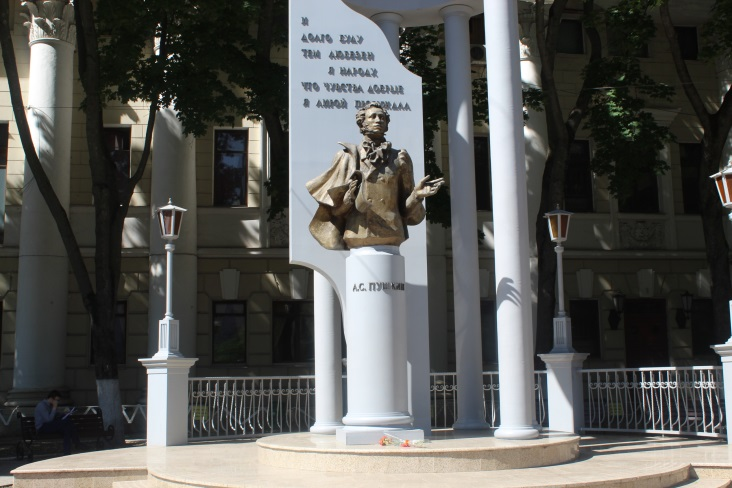 И
ДОЛГО БУДУ
ТЕМ ЛЮБЕЗЕН
Я НАРОДУ,
ЧТО ЧУВСТВА ДОБРЫЕ
Я ЛИРОЙ ПРОБУЖДАЛ
А.С. ПУШКИН